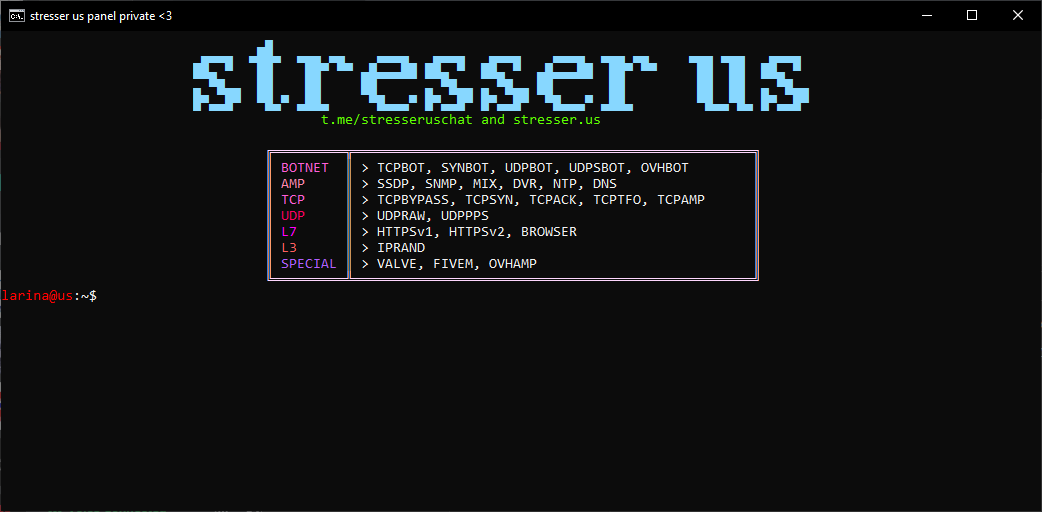 stresser us panel private <3
stresser us
t.me/stresseruschat and stresser.us
BOTNET > TCPBOT, SYNBOT, UDPBOT, UDPSBOT, OVHBOT
AMP > SSDP, SNMP, MIX, DVR, NTP, DNS
TCP > TCPBYPASS, TCPSYN, TCPACK, TCPTFO, TCPAMP
UDP > UDPRAW, UDPPPS
L7 > HTTPSv1, HTTPSv2, BROWSER
L3 > IPRAND
SPECIAL > VALVE, FIVEM, OVHAMP
larina@us:~$